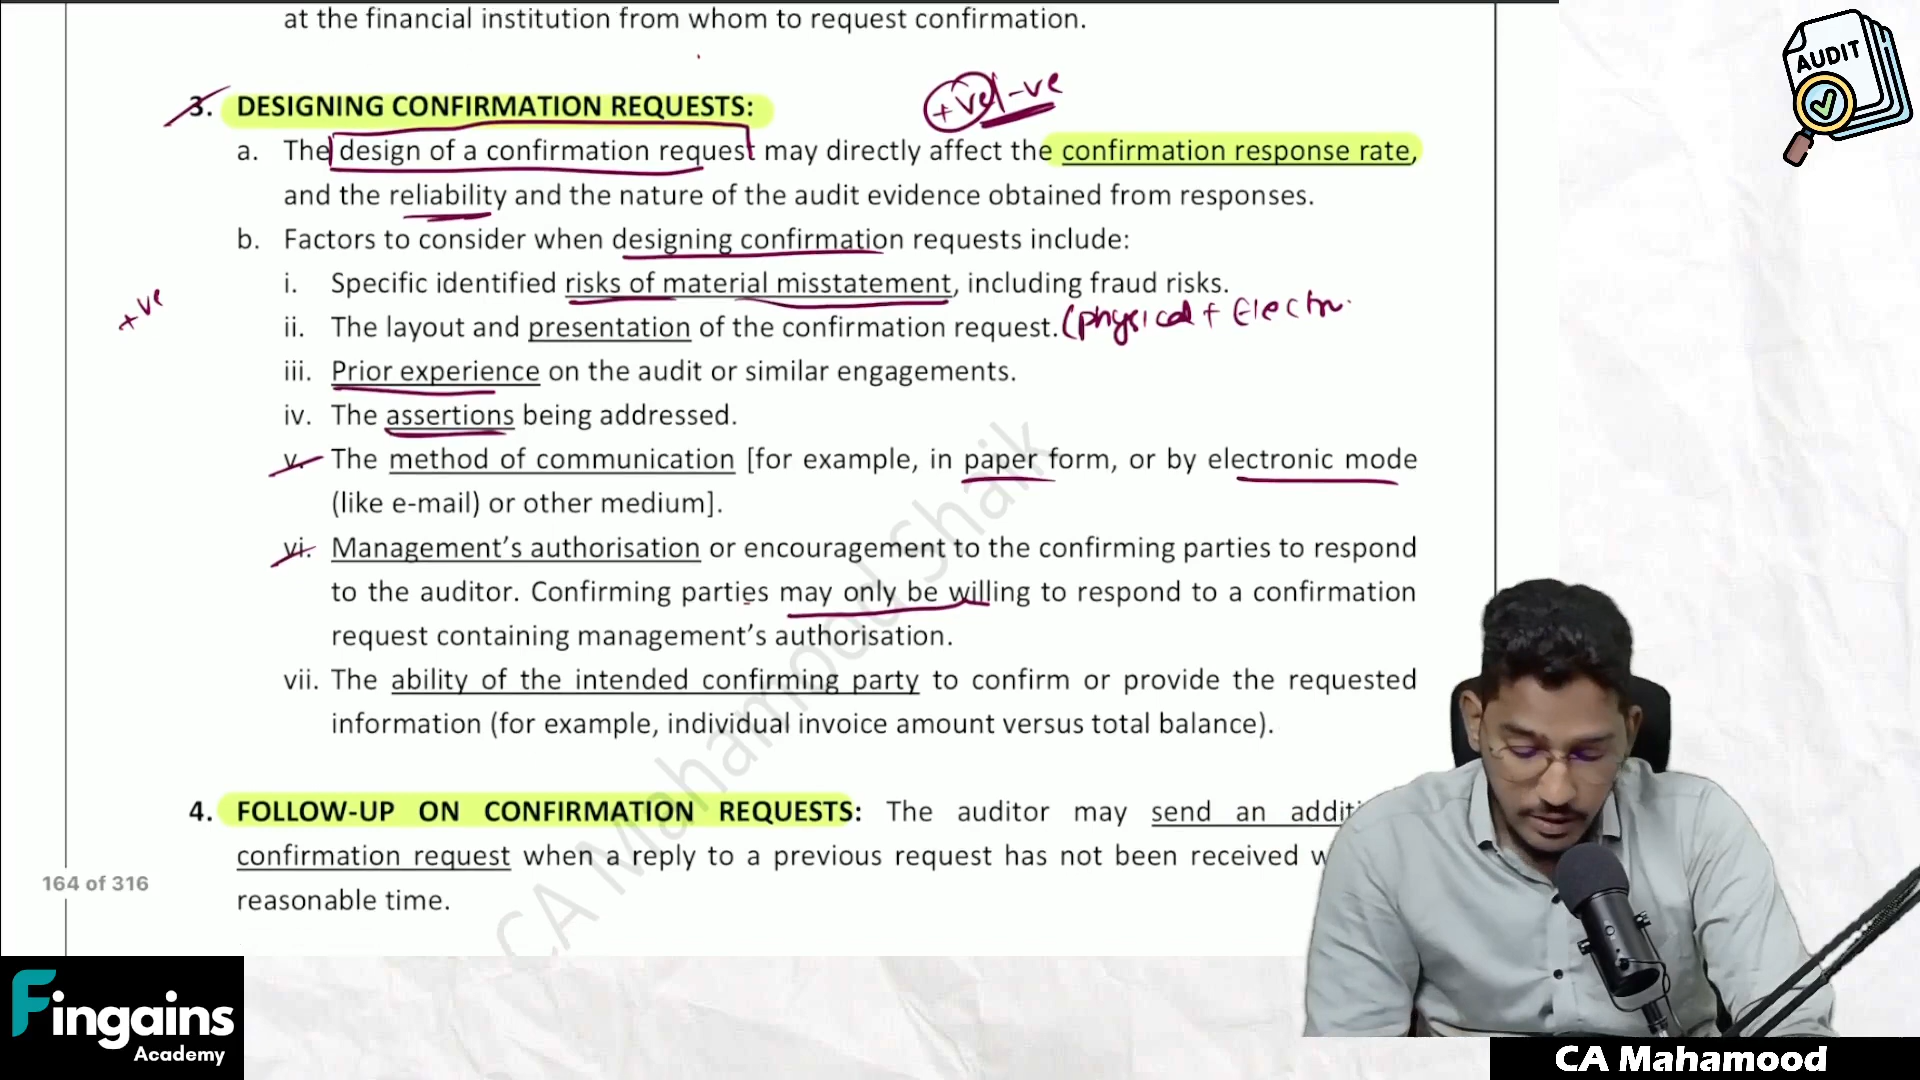 at the financial institution from whom to request confirmation.
AUDIT
+ve/-ve
3. DESIGNING CONFIRMATION REQUESTS:
a. The design of a confirmation request may directly affect the confirmation response rate,
and the reliability and the nature of the audit evidence obtained from responses.
b. Factors to consider when designing confirmation requests include:
i. Specific identified risks of material misstatement, including fraud risks.
+ve
ii. The layout and presentation of the confirmation request. (physical + Electr
iii. Prior experience on the audit or similar engagements.
iv. The assertions being addressed.
v. The method of communication [for example, in paper form, or by electronic mode
(like e-mail) or other medium].
vi. Management’s authorisation or encouragement to the confirming parties to respond
to the auditor. Confirming parties may only be willing to respond to a confirmation
request containing management’s authorisation.
vii. The ability of the intended confirming party to confirm or provide the requested
information (for example, individual invoice amount versus total balance).
4. FOLLOW-UP ON CONFIRMATION REQUESTS: The auditor may send an addit
confirmation request when a reply to a previous request has not been received w
reasonable time.
164 of 316
CA Mahamood Shaik
Fingains
Academy
CA Mahamood